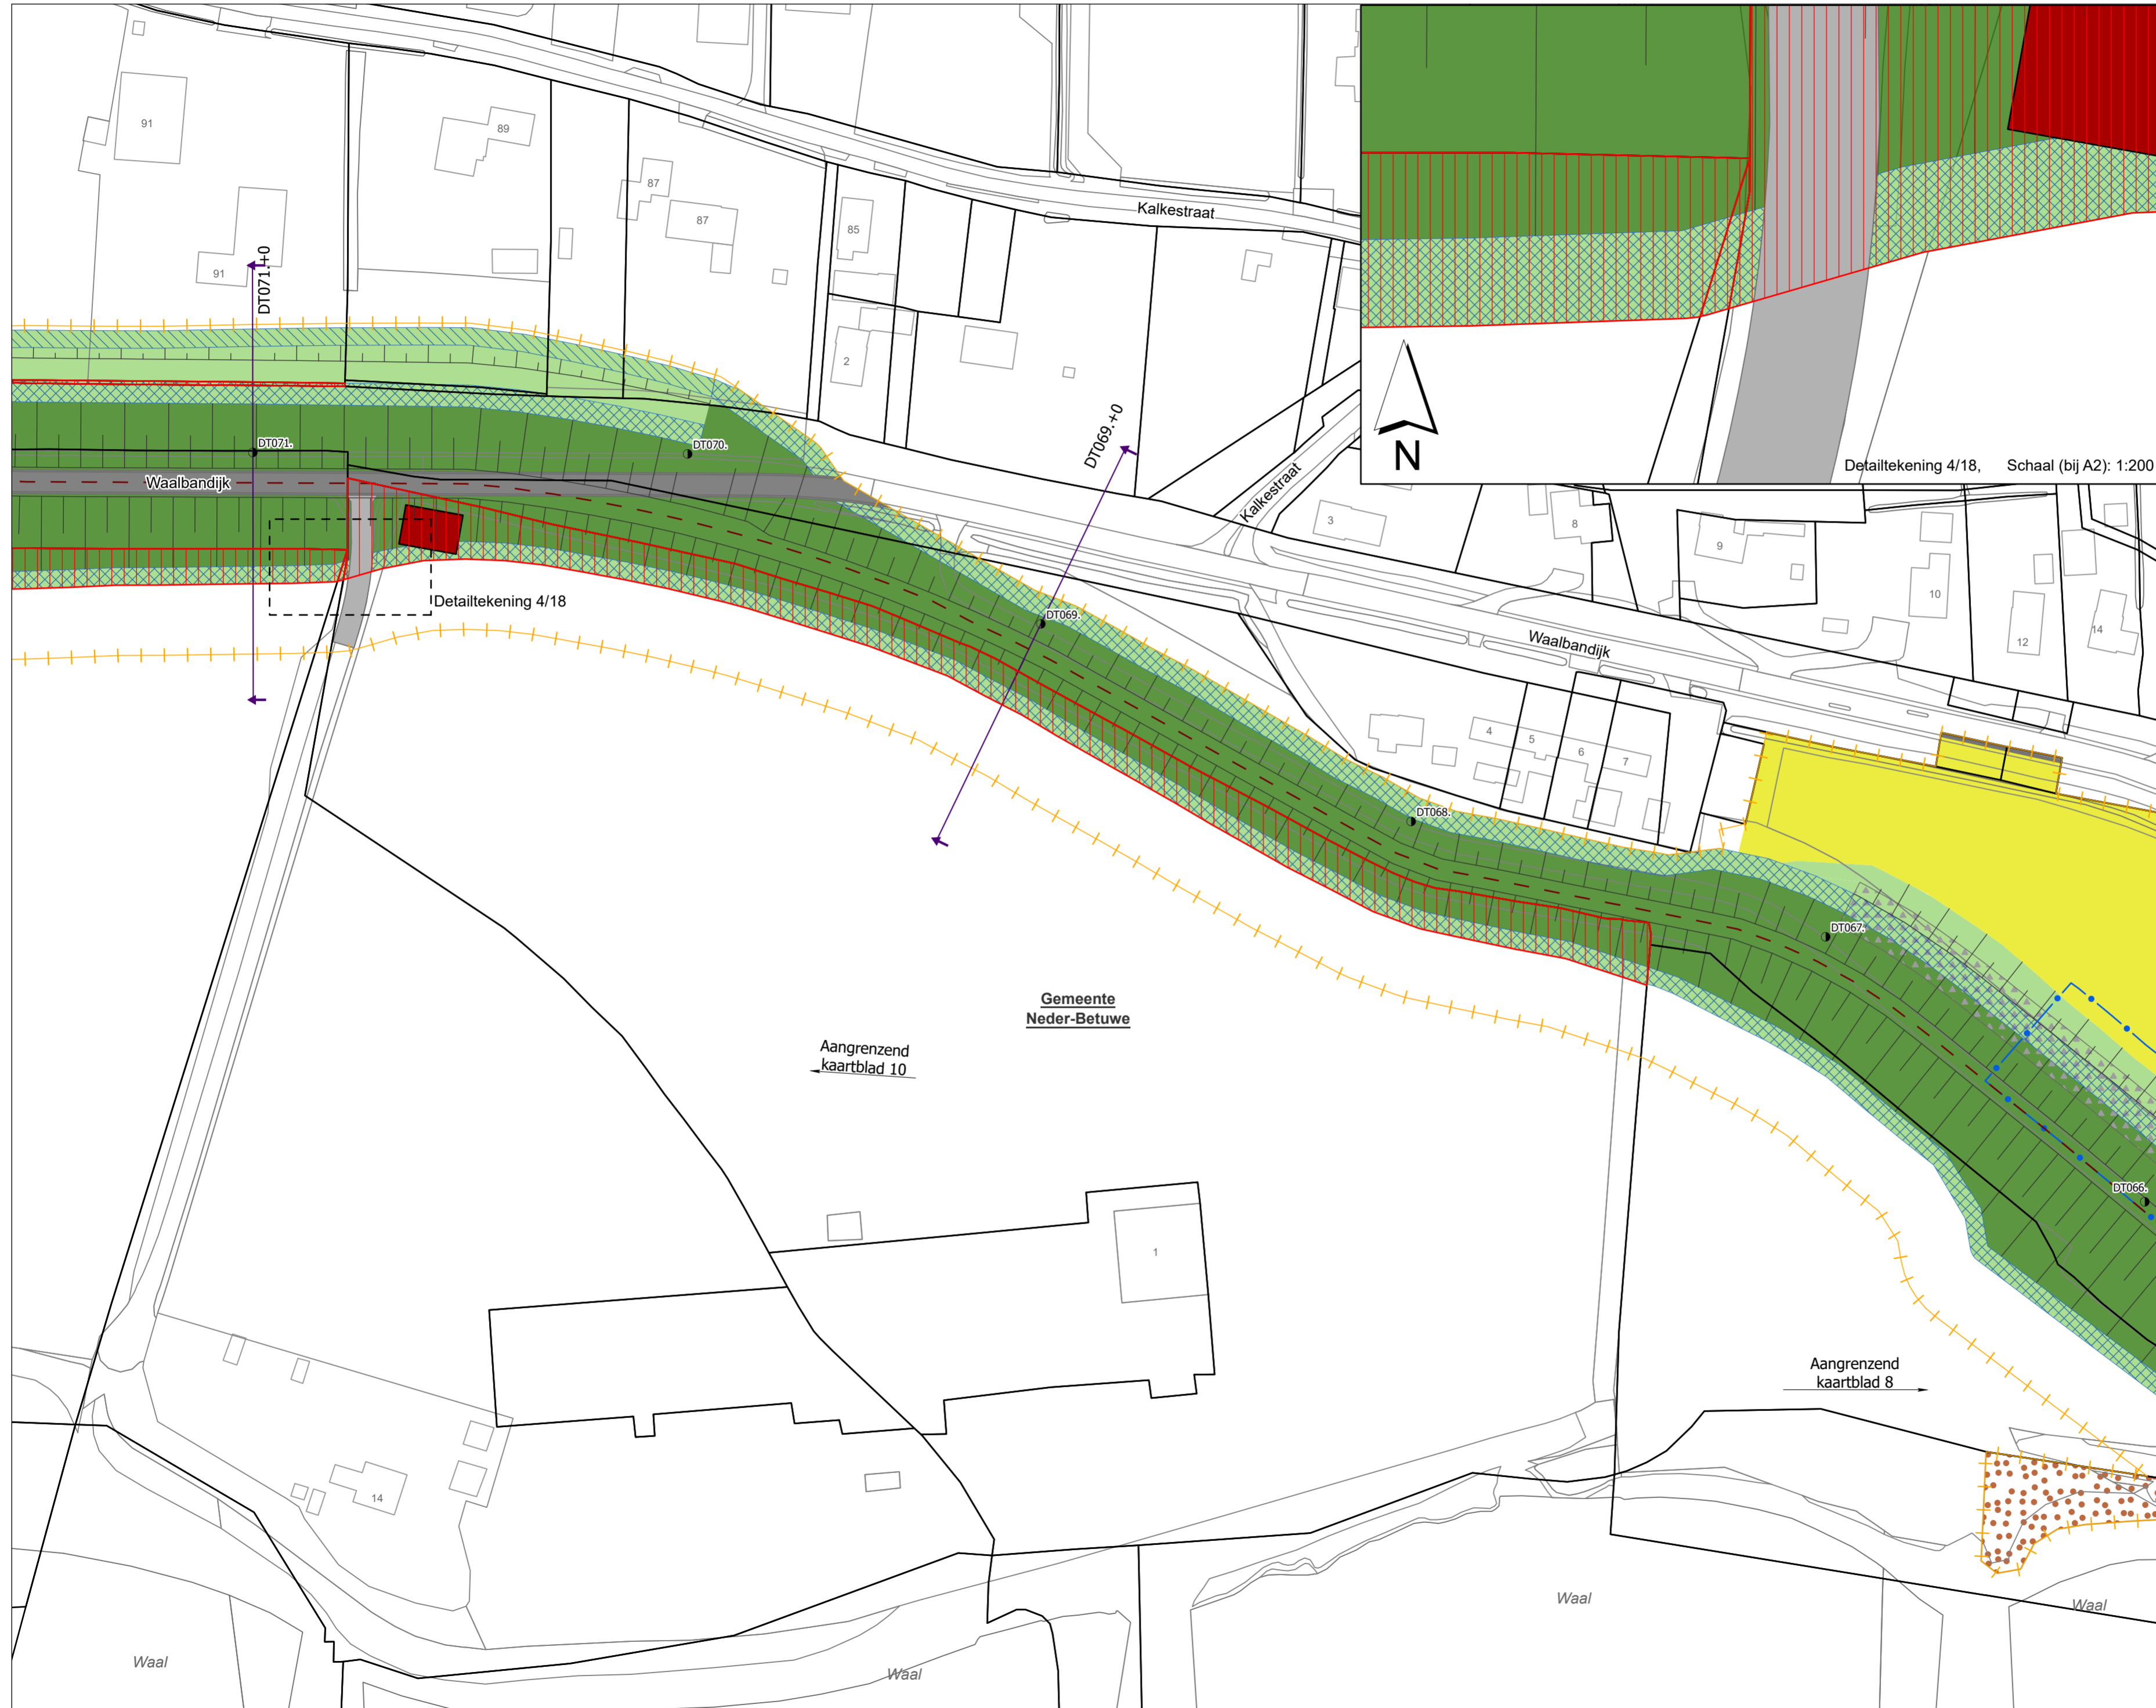 91
89
87
87
85
Kalkestraat
91
DT071.+0
2
DT071.
DT070.
DT069.+0
Waalbandijk
Kalkestraat
3
8
9
10
12
14
N
Detailtekening 4/18, Schaal (bij A2): 1:200
Detailtekening 4/18
DT069.
Waalbandijk
4
5
6
7
DT068.
DT067.
Gemeente
Neder-Betuwe
Aangrenzend
kaartblad 10
DT066.
1
Aangrenzend
kaartblad 8
14
Waal
Waal
Waal
Waal